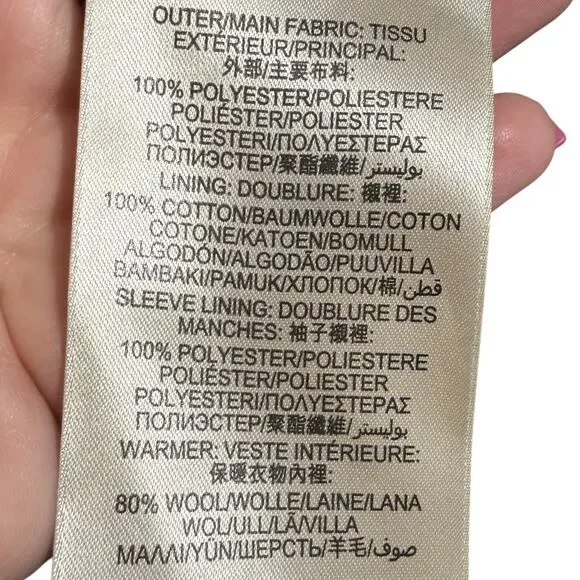 OUTER/MAIN FABRIC: TISSU
EXTÉRIEUR/PRINCIPAL:
外部/主要布料:
100% POLYESTER/POLIESTERE
POLIÉSTER/POLIESTER
POLYESTERI/ΠΟΛΥΕΣΤΕΡΑΣ
ПОЛИЭСТЕР/聚酯纖維/بوليستر
LINING: DOUBLURE: 襯裡:
100% COTTON/BAUMWOLLE/COTON
COTONE/KATOEN/BOMULL
ALGODÓN/ALGODÃO/PUUVILLA
BAMBAKI/PAMUK/ХЛОПОК/棉/قطن
SLEEVE LINING: DOUBLURE DES
MANCHES: 袖子襯裡:
100% POLYESTER/POLIESTERE
POLIÉSTER/POLIESTER
POLYESTERI/ΠΟΛΥΕΣΤΕΡΑΣ
ПОЛИЭСТЕР/聚酯纖維/بوليستر
WARMER: VESTE INTÉRIEURE:
保暖衣物內裡:
80% WOOL/WOLLE/LAINE/LANA
WOL/ULL/LÃ/VILLA
ΜΑΛΛΙ/YÜN/ШЕРСТЬ/羊毛/صوف